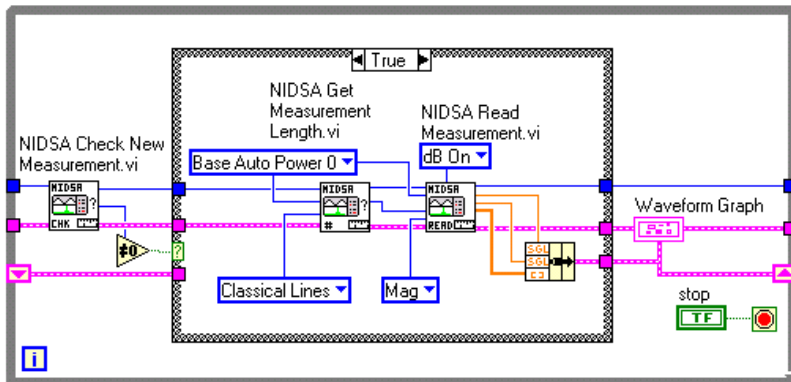 True
NIDSA Get
Measurement
Length.vi
NIDSA Read
Measurement.vi
NIDSA Check New
Measurement.vi
dB On
Base Auto Power 0
NIDSA
?
CHK
NIDSA
?
#
NIDSA
READ
Waveform Graph
≠0
?
SGL
SGL
[ ]
Classical Lines
Mag
stop
TF
i